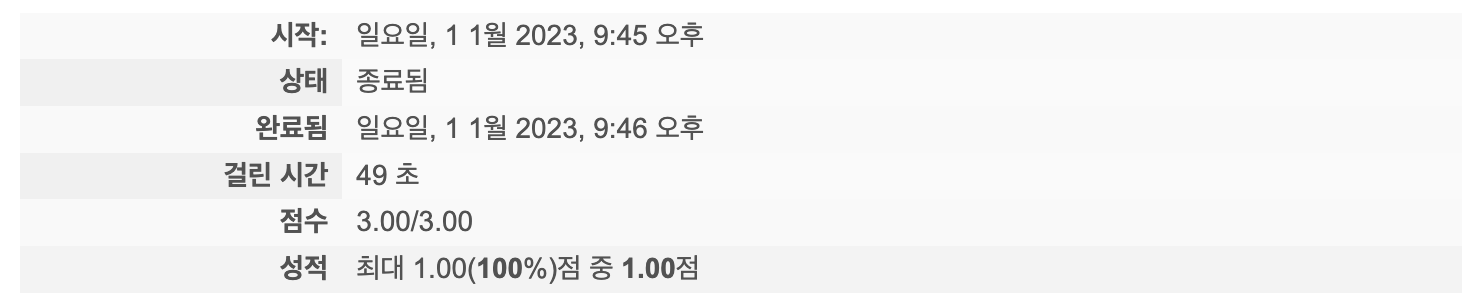 시작: 일요일, 1 1월 2023, 9:45 오후
상태 종료됨
완료됨 일요일, 1 1월 2023, 9:46 오후
걸린 시간 49 초
점수 3.00/3.00
성적 최대 1.00(100%)점 중 1.00점